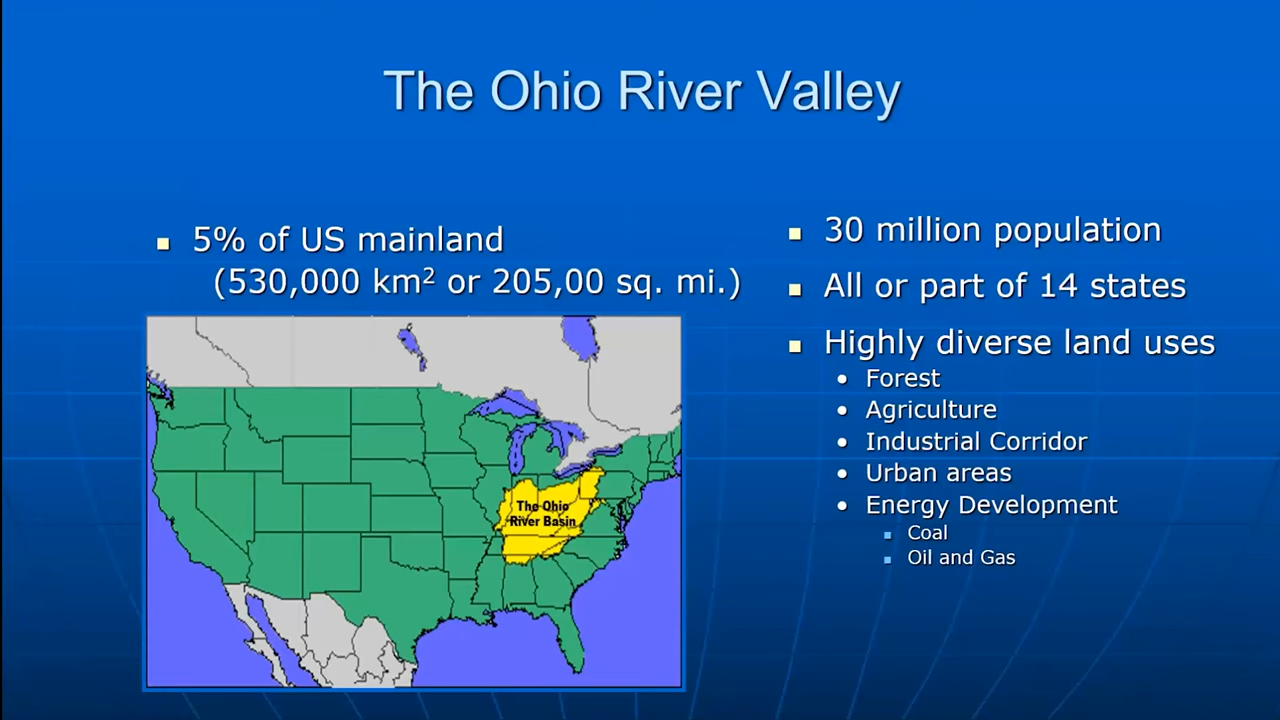 The Ohio River Valley
5% of US mainland
(530,000 km² or 205,00 sq. mi.)
The Ohio
River Basin
30 million population
All or part of 14 states
Highly diverse land uses
Forest
Agriculture
Industrial Corridor
Urban areas
Energy Development
Coal
Oil and Gas